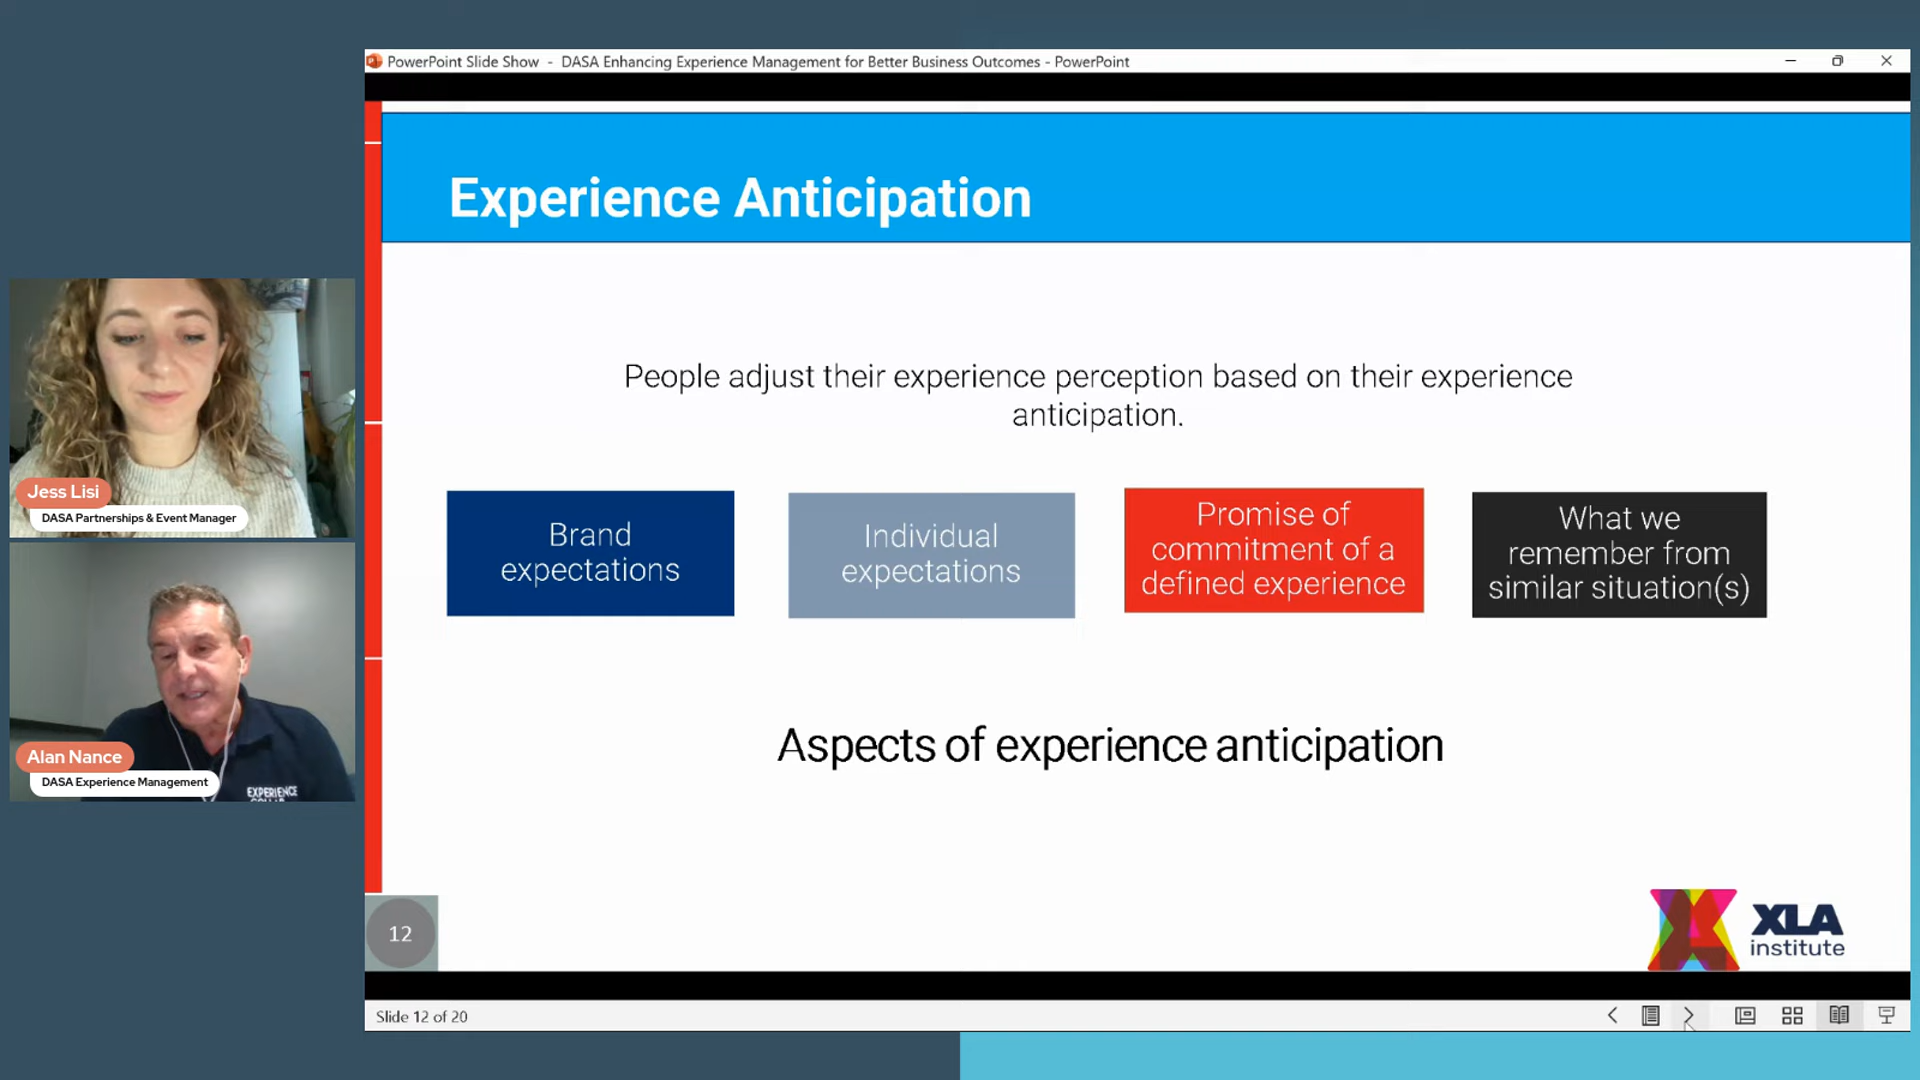 PowerPoint Slide Show - DASA Enhancing Experience Management for Better Business Outcomes - PowerPoint
Experience Anticipation
People adjust their experience perception based on their experience
anticipation.
Brand
expectations
Individual
expectations
Promise of
commitment of a
defined experience
What we
remember from
similar situation(s)
Aspects of experience anticipation
12
XLA
institute
Slide 12 of 20
Jess Lisi
DASA Partnerships & Event Manager
Alan Nance
DASA Experience Management
EXPERIENCE